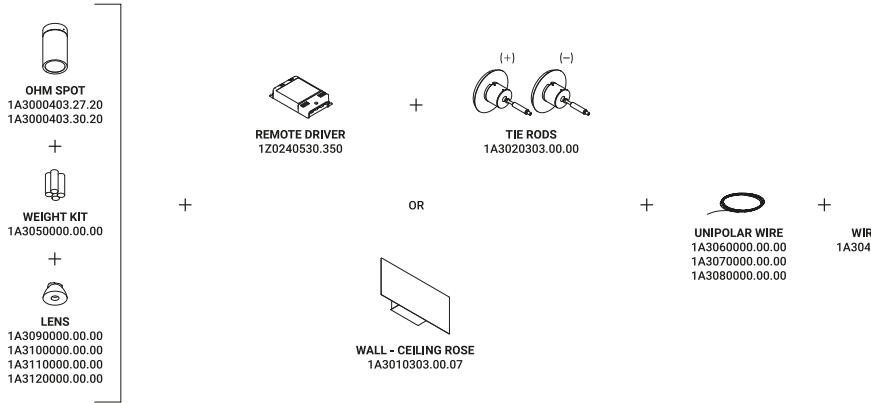 OHM SPOT
1A3000403.27.20
1A3000403.30.20
+
WEIGHT KIT
1A3050000.00.00
+
LENS
1A3090000.00.00
1A3100000.00.00
1A3110000.00.00
1A3120000.00.00
+
REMOTE DRIVER
1Z0240530.350
+
(+) (−)
TIE RODS
1A3020303.00.00
OR
WALL - CEILING ROSE
1A3010303.00.07
+
UNIPOLAR WIRE
1A3060000.00.00
1A3070000.00.00
1A3080000.00.00
+
WIR
1A304